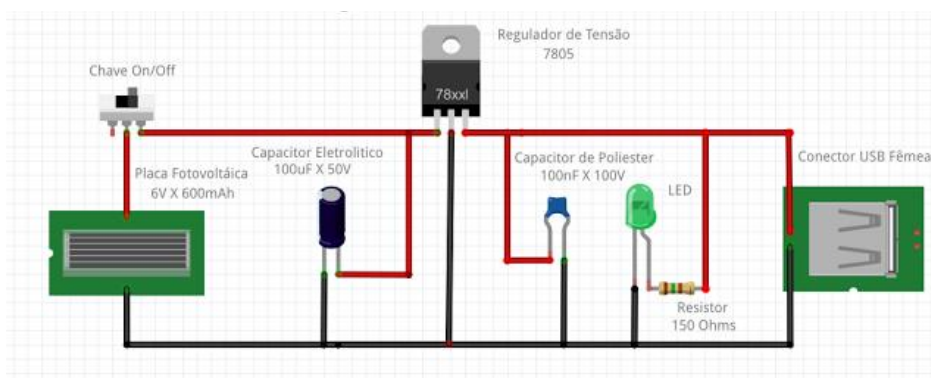 Regulador de Tensão
7805
Chave On/Off
78xxl
Capacitor Eletrolitico
100uF X 50V
Capacitor de Poliester
100nF X 100V
Conector USB Fêmea
Placa Fotovoltáica
6V X 600mAh
LED
Resistor
150 Ohms